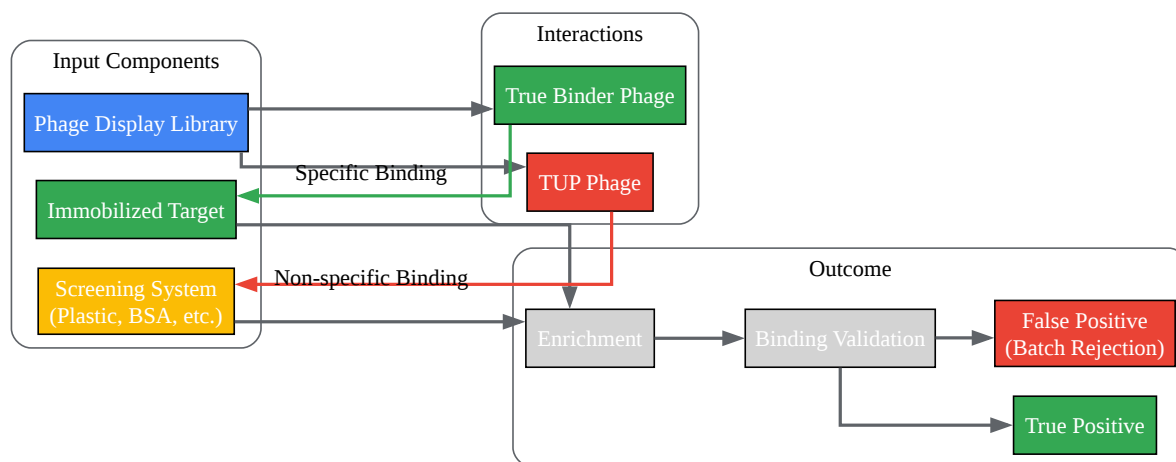 Input Components
Phage Display Library
Immobilized Target
Screening System
(Plastic, BSA, etc.)
Interactions
True Binder Phage
TUP Phage
Specific Binding
Non-specific Binding
Outcome
Enrichment
Binding Validation
False Positive
(Batch Rejection)
True Positive